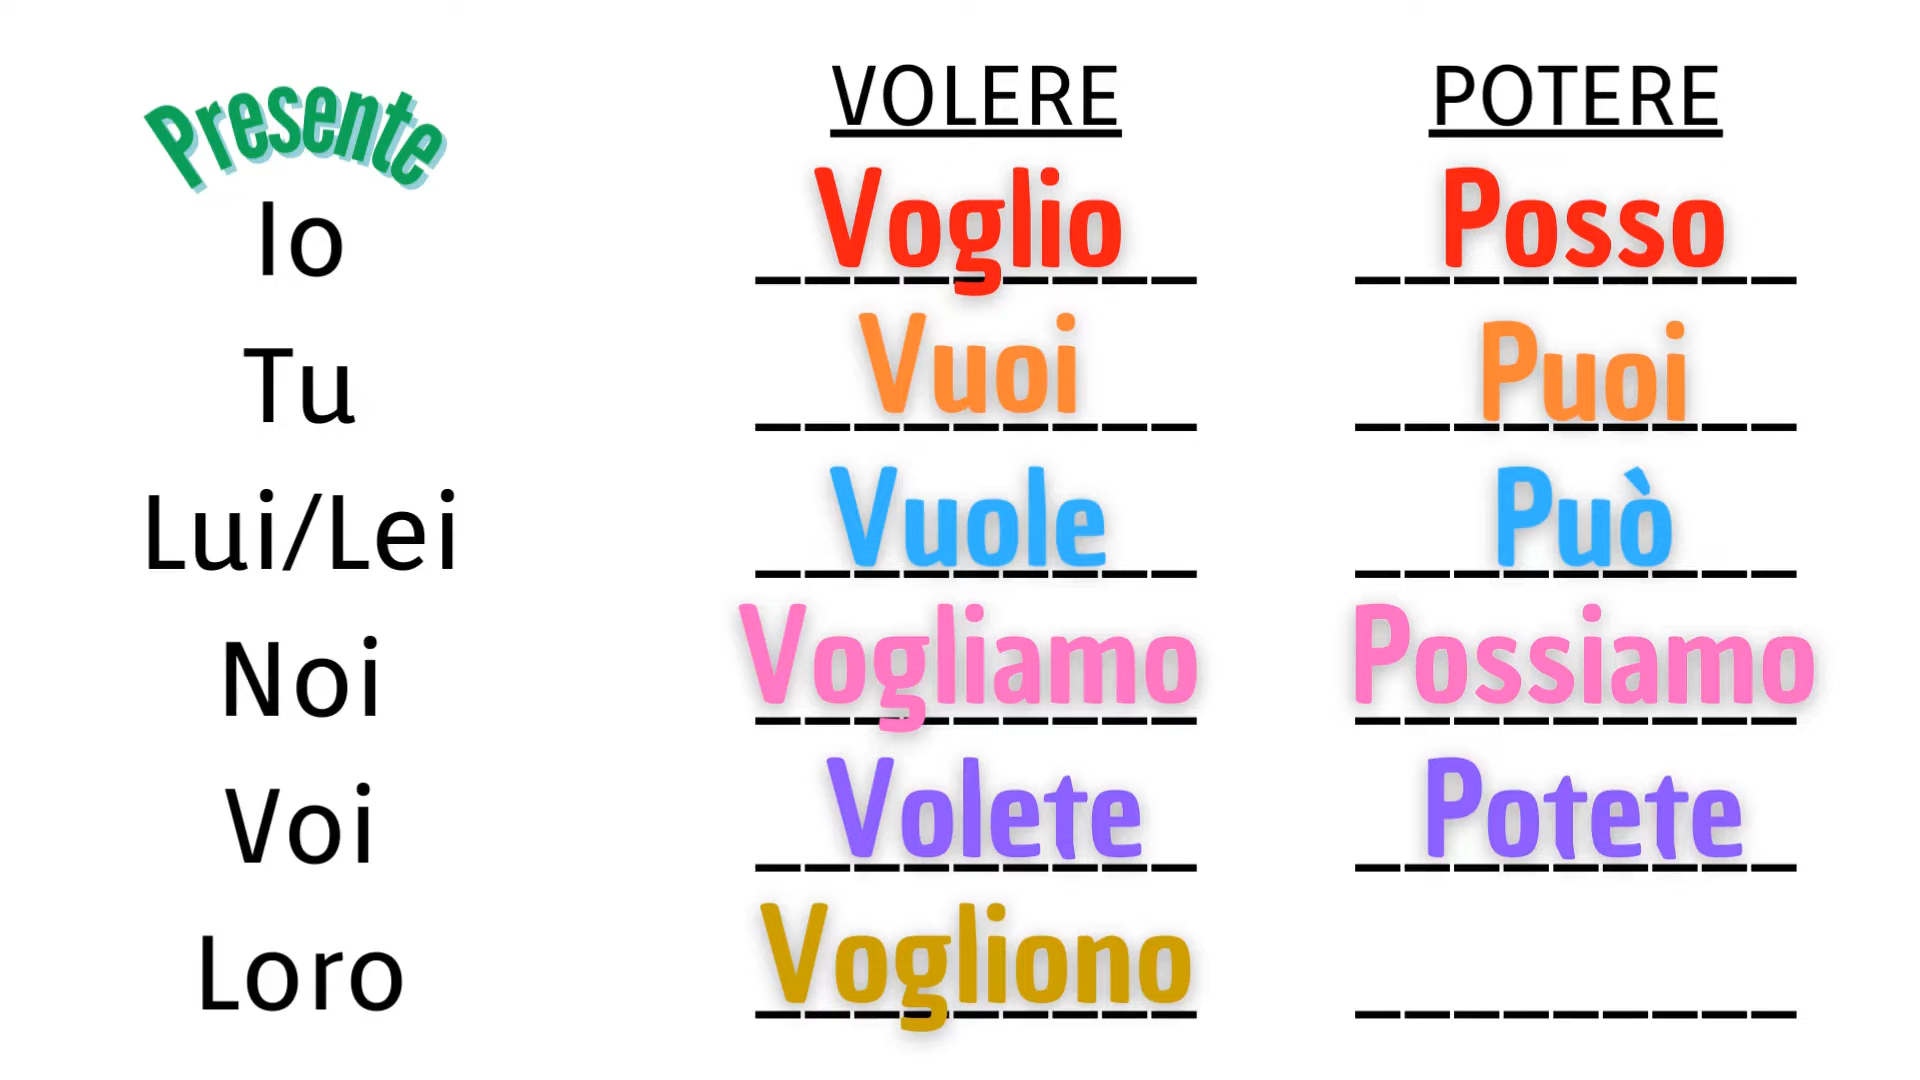 Presente VOLERE POTERE
Io Voglio Posso
Tu Vuoi Puoi
Lui/Lei Vuole Può
Noi Vogliamo Possiamo
Voi Volete Potete
Loro Vogliono